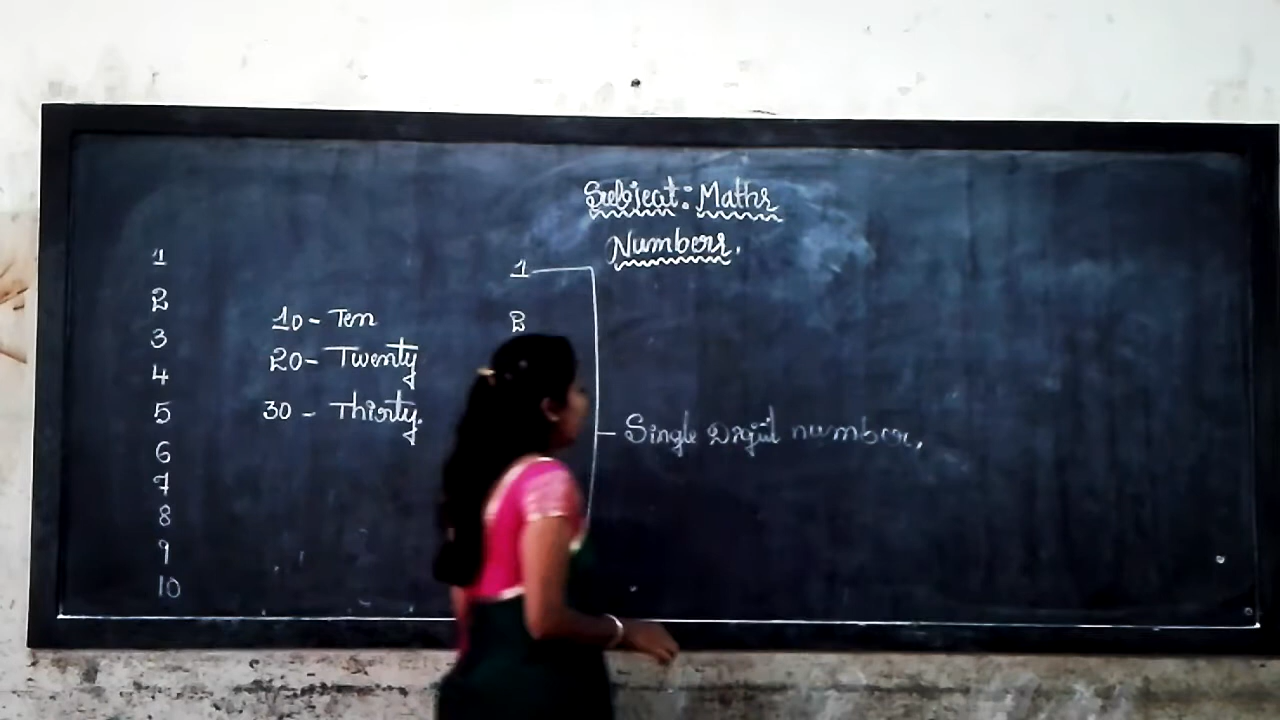 Subject: Maths
Numbers.
1
2
3
4
5
6
7
8
9
10
10 - Ten
20 - Twenty
30 - Thirty.
1
2
Single Digit number.